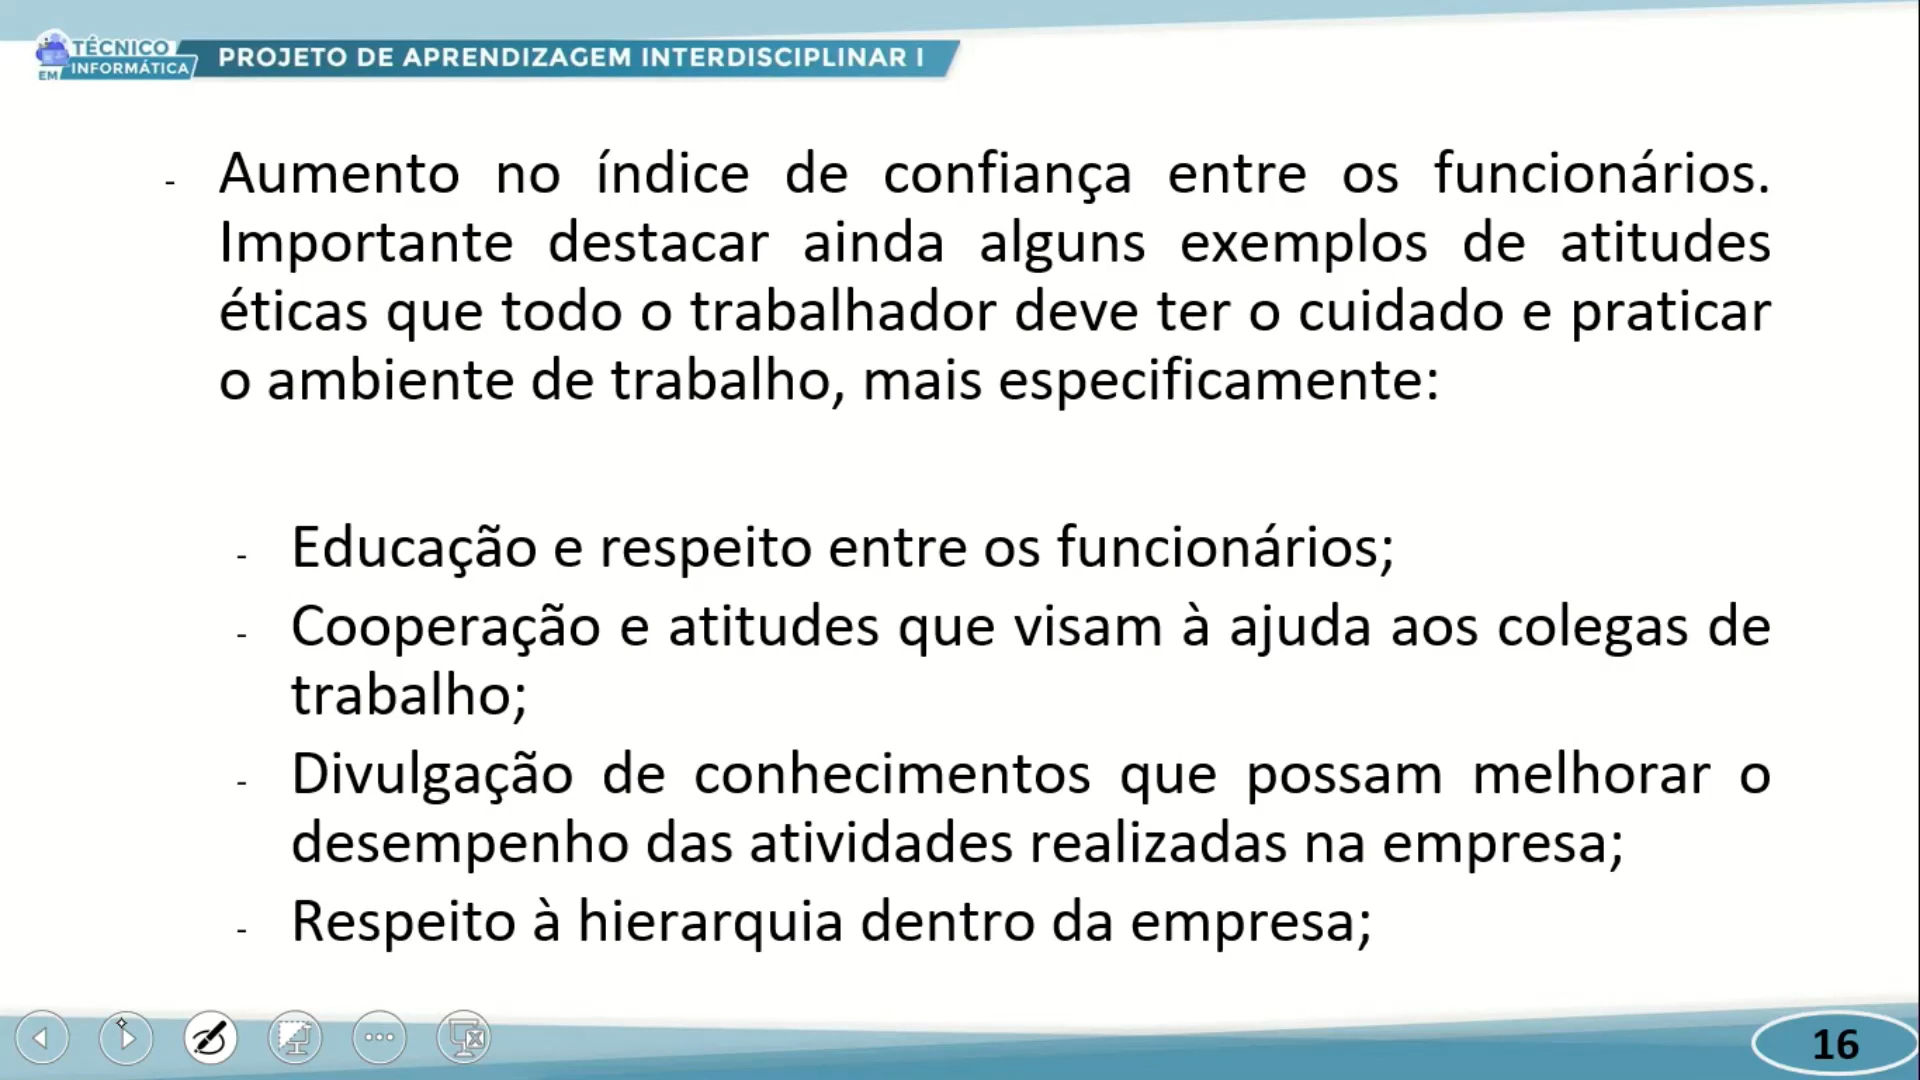 TÉCNICO
EM INFORMÁTICA
PROJETO DE APRENDIZAGEM INTERDISCIPLINAR I
- Aumento no índice de confiança entre os funcionários.
Importante destacar ainda alguns exemplos de atitudes
éticas que todo o trabalhador deve ter o cuidado e praticar
o ambiente de trabalho, mais especificamente:
- Educação e respeito entre os funcionários;
- Cooperação e atitudes que visam à ajuda aos colegas de
trabalho;
- Divulgação de conhecimentos que possam melhorar o
desempenho das atividades realizadas na empresa;
- Respeito à hierarquia dentro da empresa;
16